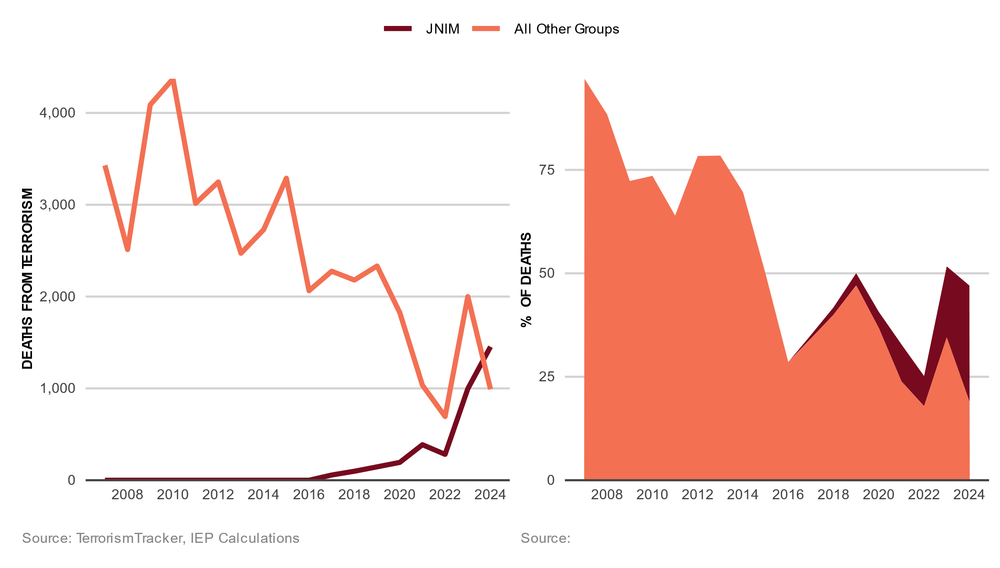 JNIM All Other Groups
DEATHS FROM TERRORISM
4,000
3,000
2,000
1,000
0
2008 2010 2012 2014 2016 2018 2020 2022 2024
Source: TerrorismTracker, IEP Calculations
% OF DEATHS
75
50
25
0
2008 2010 2012 2014 2016 2018 2020 2022 2024
Source: